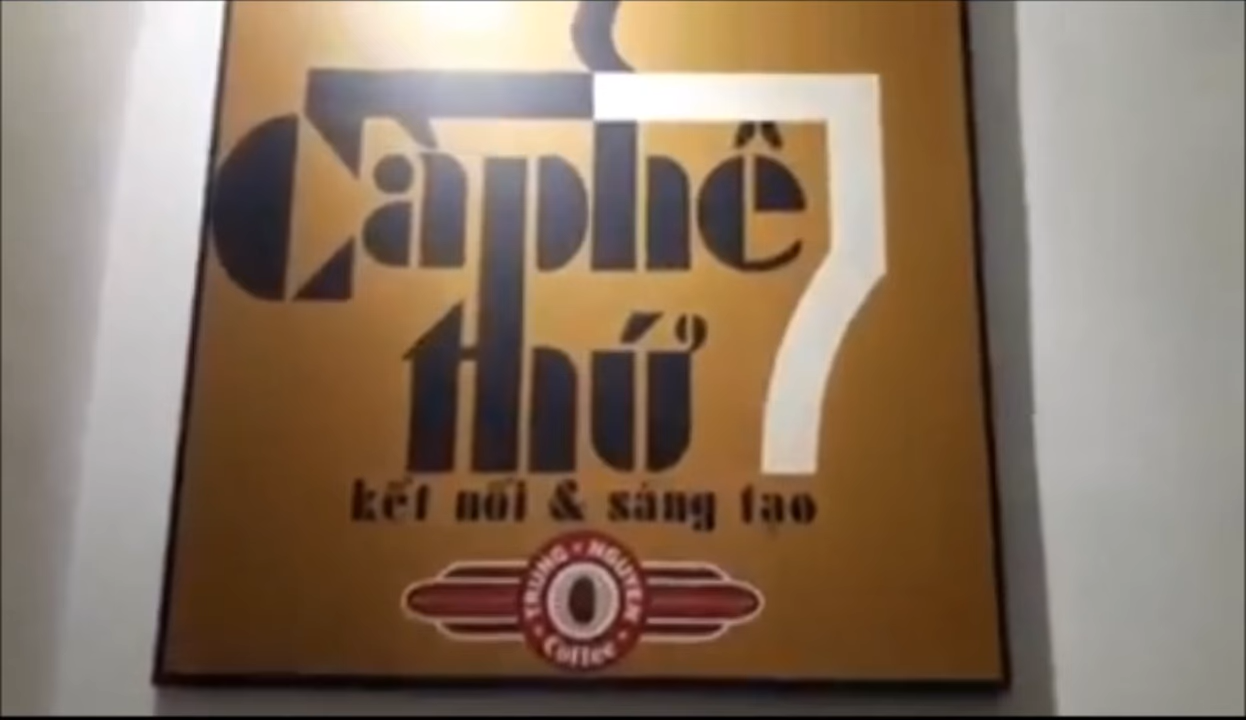 Càphê 7
thứ
kết nối & sáng tạo
TRUNG NGUYEN
Coffee